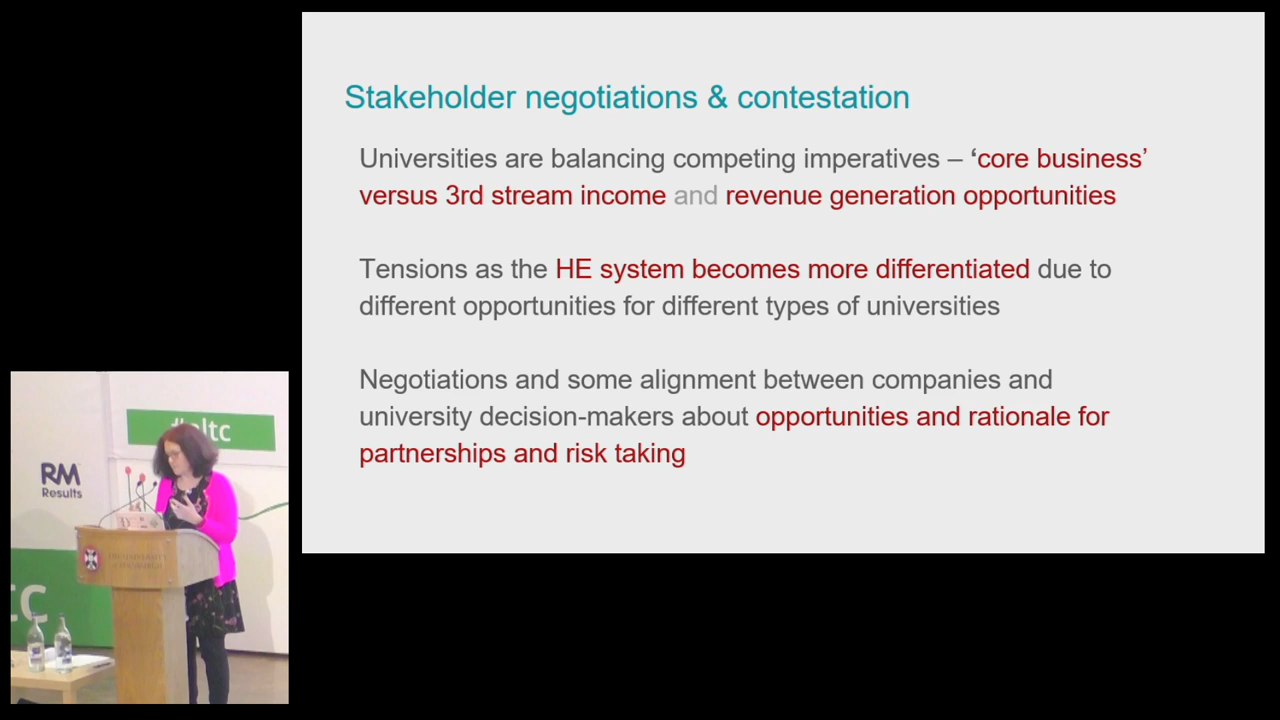 Stakeholder negotiations & contestation
Universities are balancing competing imperatives – ‘core business’
versus 3rd stream income and revenue generation opportunities
Tensions as the HE system becomes more differentiated due to
different opportunities for different types of universities
Negotiations and some alignment between companies and
university decision-makers about opportunities and rationale for
partnerships and risk taking
RM
Results